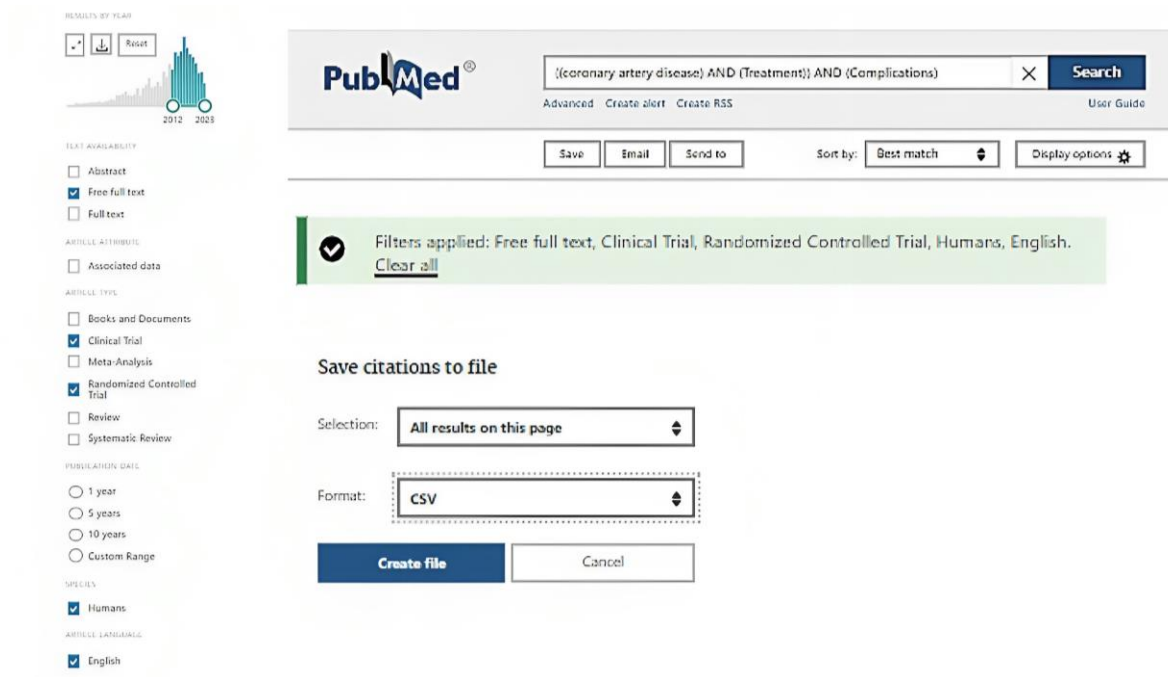 RESULTS BY YEAR
Reset
2012 2023
TEXT AVAILABILITY
Abstract
Free full text
Full text
ARTICLE ATTRIBUTE
Associated data
ARTICLE TYPE
Books and Documents
Clinical Trial
Meta-Analysis
Randomized Controlled
Trial
Review
Systematic Review
PUBLICATION DATE
1 year
5 years
10 years
Custom Range
SPECIES
Humans
ARTICLE LANGUAGE
English
PubMed®
((coronary artery disease) AND (Treatment)) AND (Complications)
Search
Advanced Create alert Create RSS User Guide
Save Email Send to Sort by: Best match Display options
Filters applied: Free full text, Clinical Trial, Randomized Controlled Trial, Humans, English.
Clear all
Save citations to file
Selection: All results on this page
Format: CSV
Create file Cancel